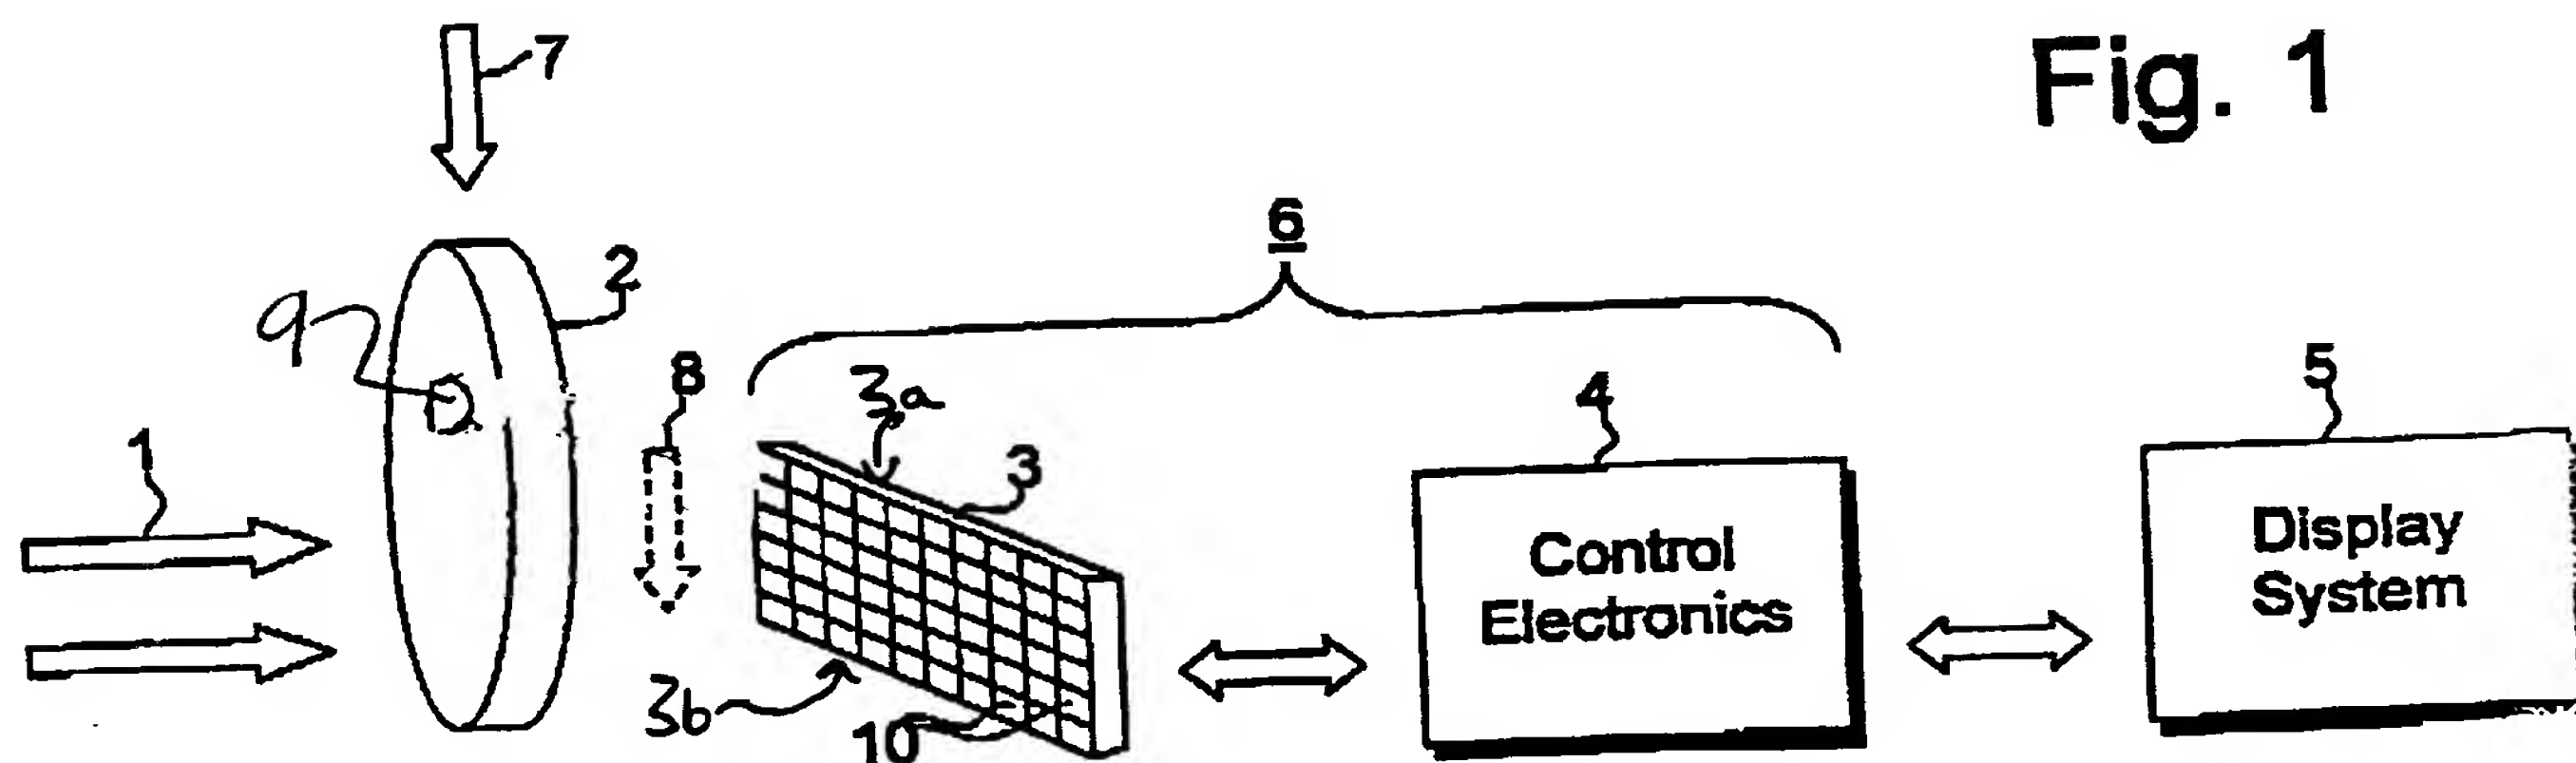 Fig. 1
7
6
2
9
8
3a
3
4
5
1
Control
Electronics
Display
System
3b
10